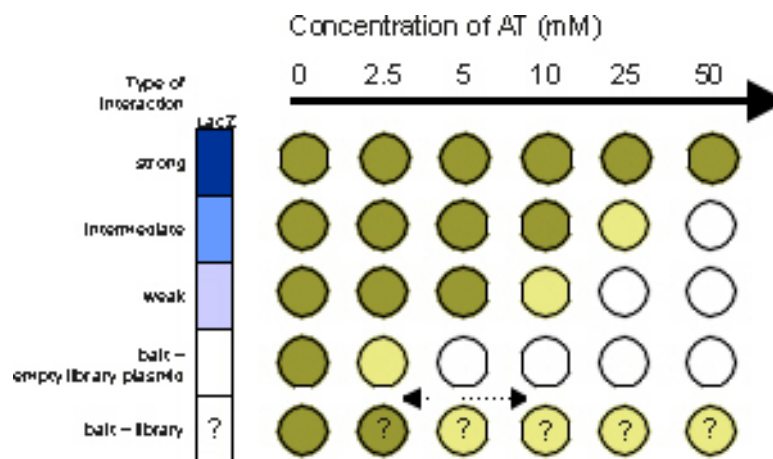 Concentration of AT (mM)
0 2.5 5 10 25 50
Type of
interaction
LacZ
strong
intermediate
weak
bait –
empty library plasmid
bait – library ? ? ? ? ? ?